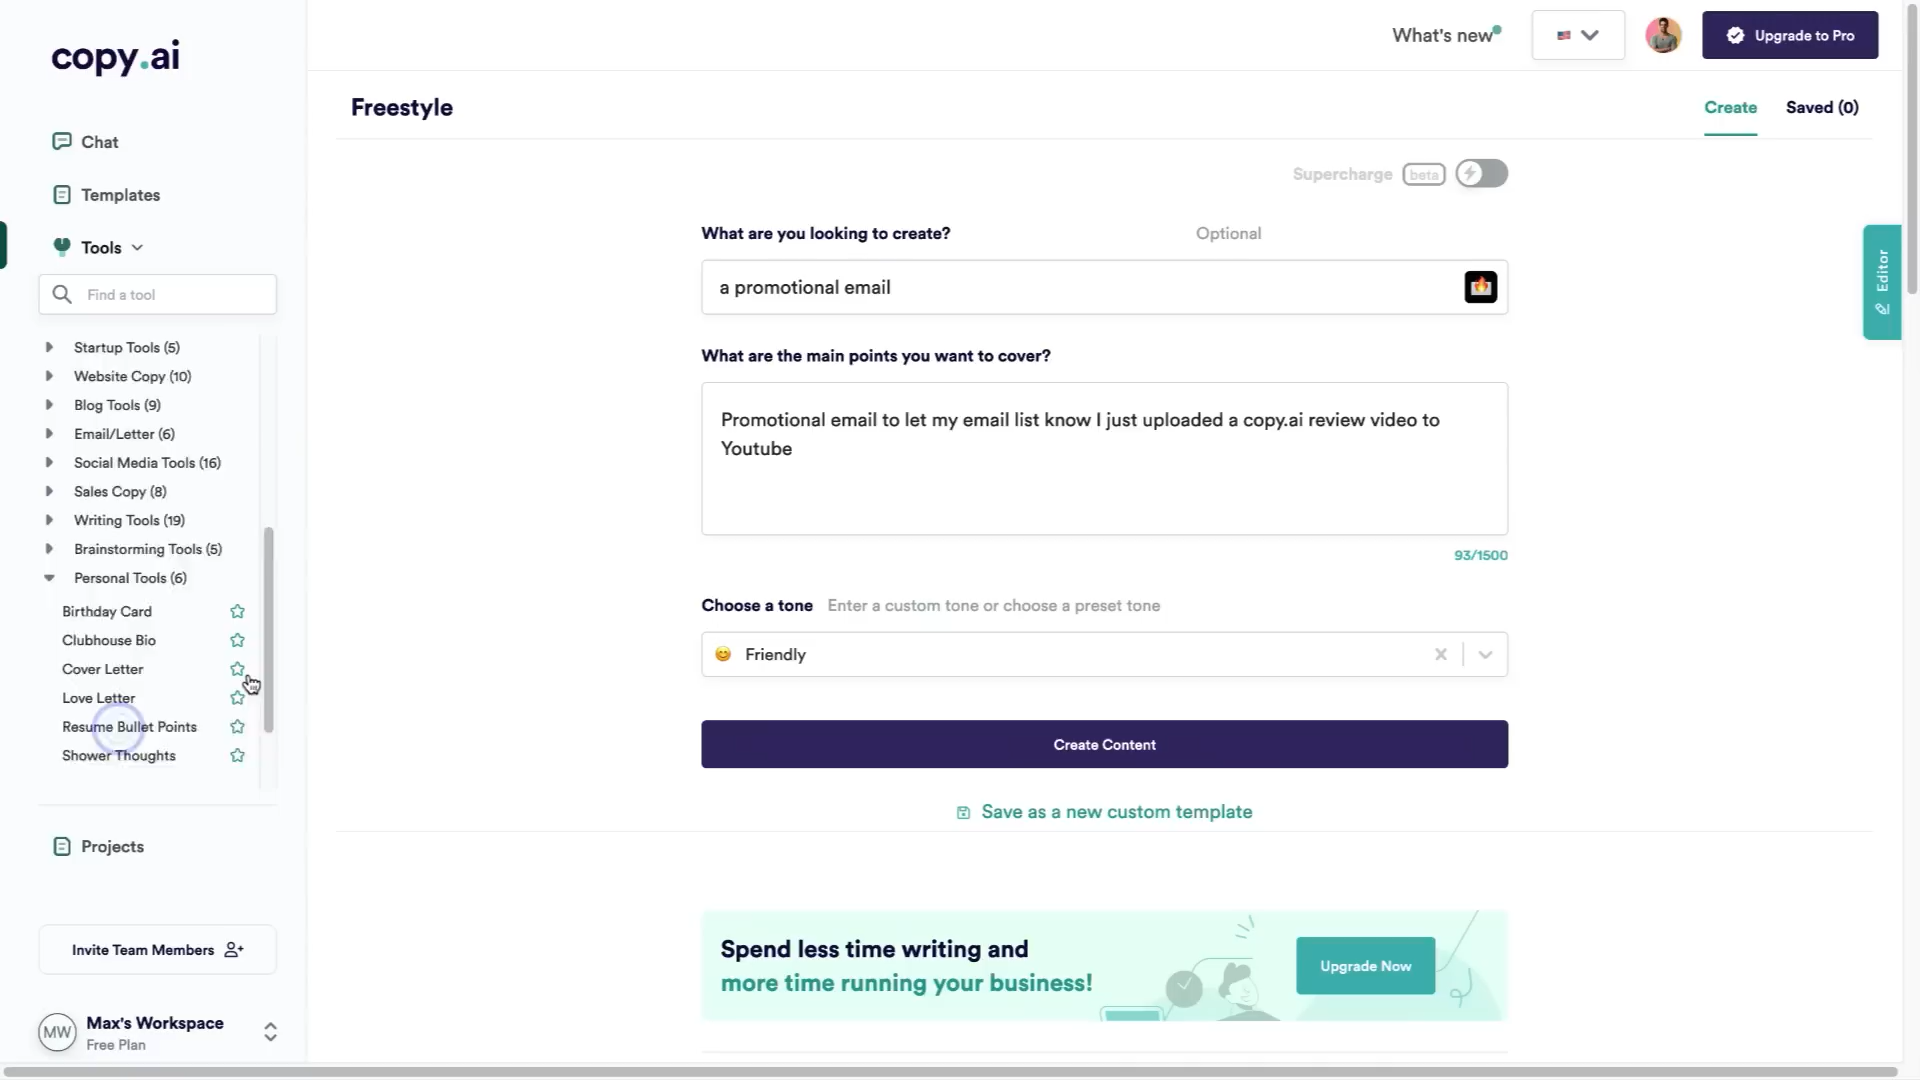 copy.ai
What's new
Upgrade to Pro
Chat
Templates
Tools
Find a tool
Startup Tools (5)
Website Copy (10)
Blog Tools (9)
Email/Letter (6)
Social Media Tools (16)
Sales Copy (8)
Writing Tools (19)
Brainstorming Tools (5)
Personal Tools (6)
Birthday Card
Clubhouse Bio
Cover Letter
Love Letter
Resume Bullet Points
Shower Thoughts
Projects
Invite Team Members
MW
Max's Workspace
Free Plan
Freestyle
Create
Saved (0)
Supercharge beta
What are you looking to create?
Optional
a promotional email
What are the main points you want to cover?
Promotional email to let my email list know I just uploaded a copy.ai review video to
Youtube
93/1500
Choose a tone Enter a custom tone or choose a preset tone
😊 Friendly
Create Content
Save as a new custom template
Spend less time writing and
more time running your business!
Upgrade Now
Editor